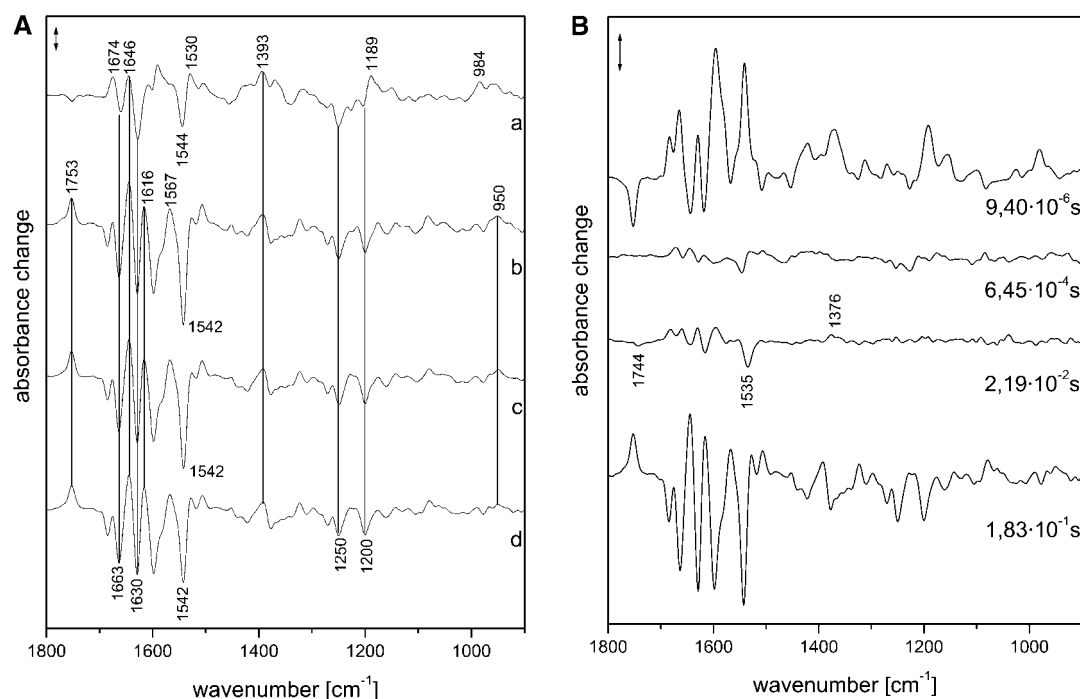 A
1674
1646
1530
1393
1189
984
a
1544
1753
1616
1567
950
b
1542
c
1542
d
1663
1630
1542
1250
1200
absorbance change
1800
1600
1400
1200
1000
wavenumber [cm⁻¹]
B
9,40·10⁻⁶s
6,45·10⁻⁴s
1376
1744
1535
2,19·10⁻²s
1,83·10⁻¹s
absorbance change
1800
1600
1400
1200
1000
wavenumber [cm⁻¹]